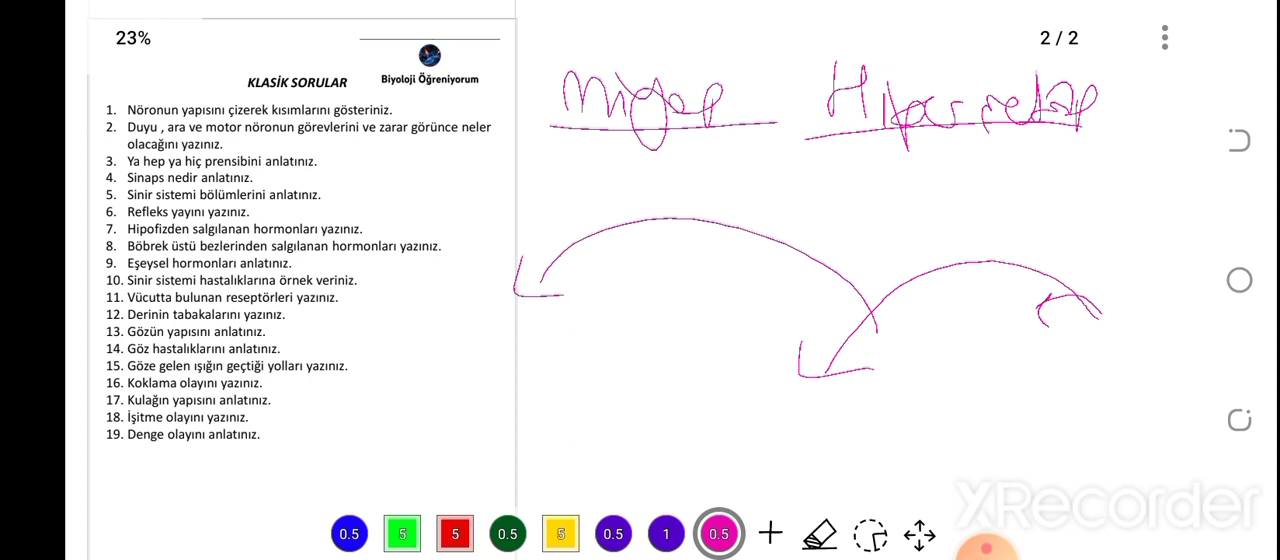 23%
2 / 2
Biyoloji Öğreniyorum
KLASİK SORULAR
1. Nöronun yapısını çizerek kısımlarını gösteriniz.
2. Duyu , ara ve motor nöronun görevlerini ve zarar görünce neler
olacağını yazınız.
3. Ya hep ya hiç prensibini anlatınız.
4. Sinaps nedir anlatınız.
5. Sinir sistemi bölümlerini anlatınız.
6. Refleks yayını yazınız.
7. Hipofizden salgılanan hormonları yazınız.
8. Böbrek üstü bezlerinden salgılanan hormonları yazınız.
9. Eşeysel hormonları anlatınız.
10. Sinir sistemi hastalıklarına örnek veriniz.
11. Vücutta bulunan reseptörleri yazınız.
12. Derinin tabakalarını yazınız.
13. Gözün yapısını anlatınız.
14. Göz hastalıklarını anlatınız.
15. Göze gelen ışığın geçtiği yolları yazınız.
16. Koklama olayını yazınız.
17. Kulağın yapısını anlatınız.
18. İşitme olayını yazınız.
19. Denge olayını anlatınız.
Miyop
0.5 5 5 0.5 5 0.5 1 0.5
XRecorder